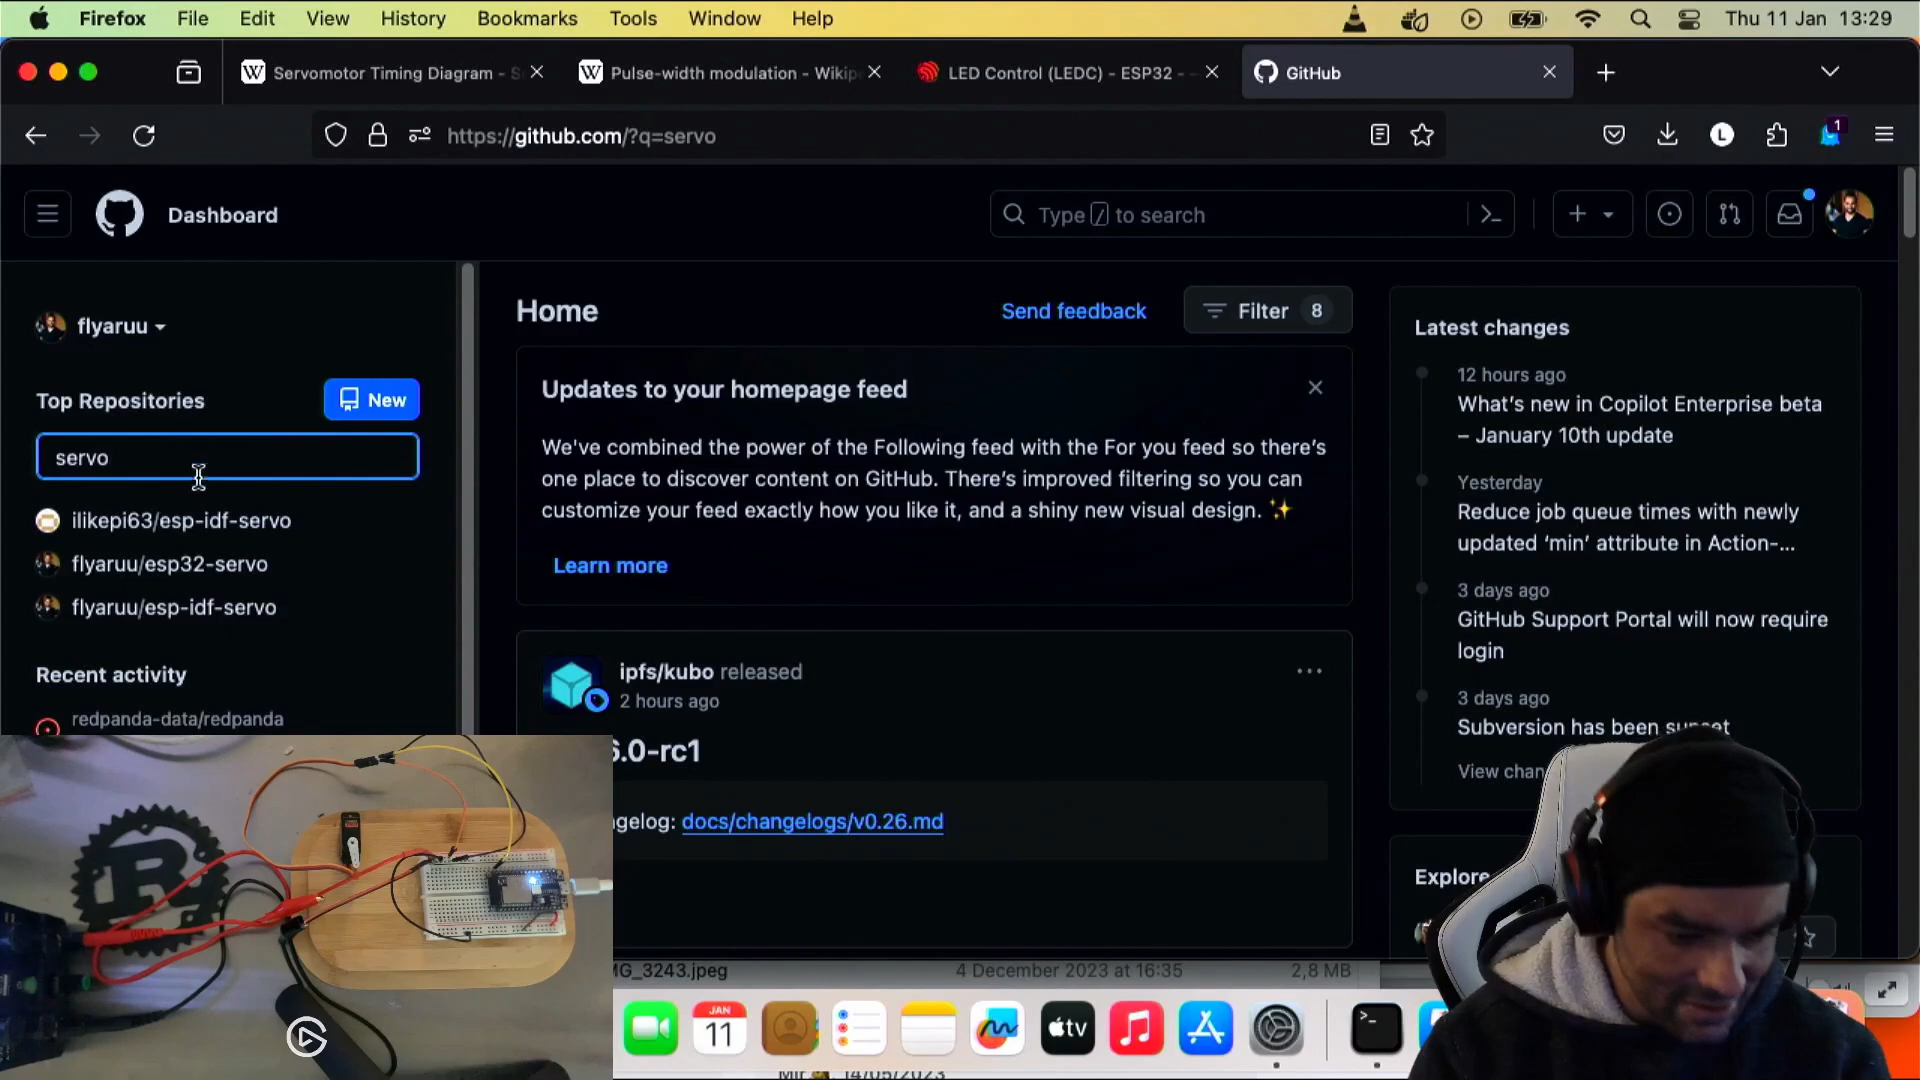 Firefox File Edit View History Bookmarks Tools Window Help Thu 11 Jan 13:29
Servomotor Timing Diagram - Pulse-width modulation - Wikip LED Control (LEDC) - ESP32 - GitHub
https://github.com/?q=servo
L
1
Dashboard
Type / to search
flyaruu
Top Repositories
New
servo
ilikepi63/esp-idf-servo
flyaruu/esp32-servo
flyaruu/esp-idf-servo
Recent activity
redpanda-data/redpanda
Home
Send feedback
Filter 8
Updates to your homepage feed
We've combined the power of the Following feed with the For you feed so there's
one place to discover content on GitHub. There's improved filtering so you can
customize your feed exactly how you like it, and a shiny new visual design. ✨
Learn more
ipfs/kubo released
2 hours ago
.0-rc1
gelog: docs/changelogs/v0.26.md
Latest changes
12 hours ago
What's new in Copilot Enterprise beta
– January 10th update
Yesterday
Reduce job queue times with newly
updated 'min' attribute in Action-...
3 days ago
GitHub Support Portal will now require
login
3 days ago
Subversion has been sunset
View chan
Explore
MG_3243.jpeg 4 December 2023 at 16:35 2,8 MB
JAN
11
tv
14/05/2023
R